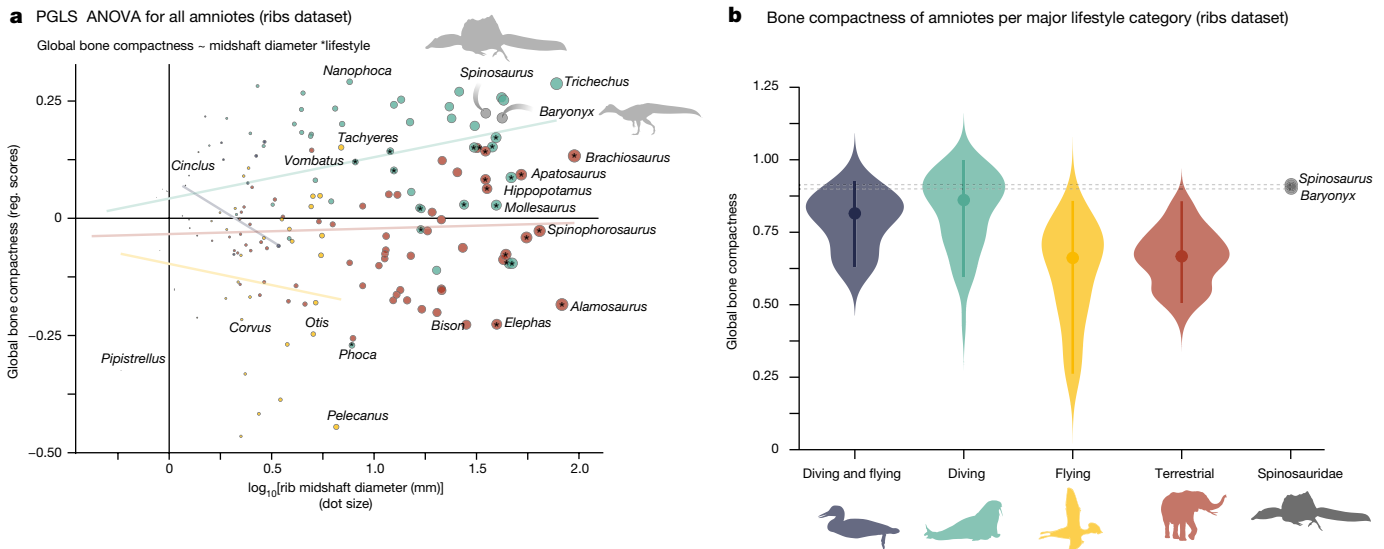 a PGLS ANOVA for all amniotes (ribs dataset)
Global bone compactness ~ midshaft diameter *lifestyle
Global bone compactness (reg. scores)
0.25
0
−0.25
−0.50
0
0.5
1.0
1.5
2.0
log10[rib midshaft diameter (mm)]
(dot size)
Nanophoca
Spinosaurus
Trichechus
Baryonyx
Tachyeres
Cinclus
Vombatus
Brachiosaurus
Apatosaurus
Hippopotamus
Mollesaurus
Spinophorosaurus
Alamosaurus
Corvus
Otis
Bison
Elephas
Phoca
Pipistrellus
Pelecanus
b Bone compactness of amniotes per major lifestyle category (ribs dataset)
Global bone compactness
1.25
1.00
0.75
0.50
0.25
0
Spinosaurus
Baryonyx
Diving and flying
Diving
Flying
Terrestrial
Spinosauridae